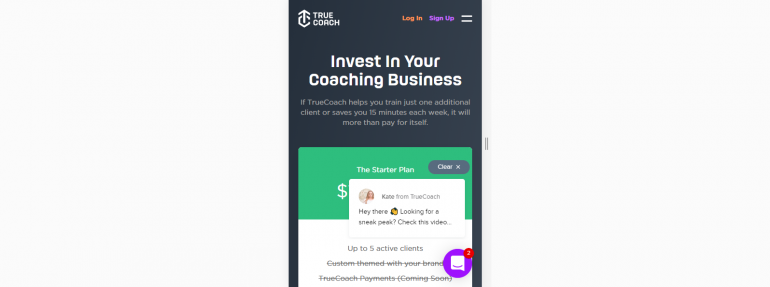 TRUE
COACH
Log In Sign Up
Invest In Your
Coaching Business
If TrueCoach helps you train just one additional
client or saves you 15 minutes each week, it will
more than pay for itself.
The Starter Plan
Clear ×
$
Kate from TrueCoach
Hey there 👋 Looking for a
sneak peak? Check this video...
Up to 5 active clients
2
Custom themed with your brand
TrueCoach Payments (Coming Soon)